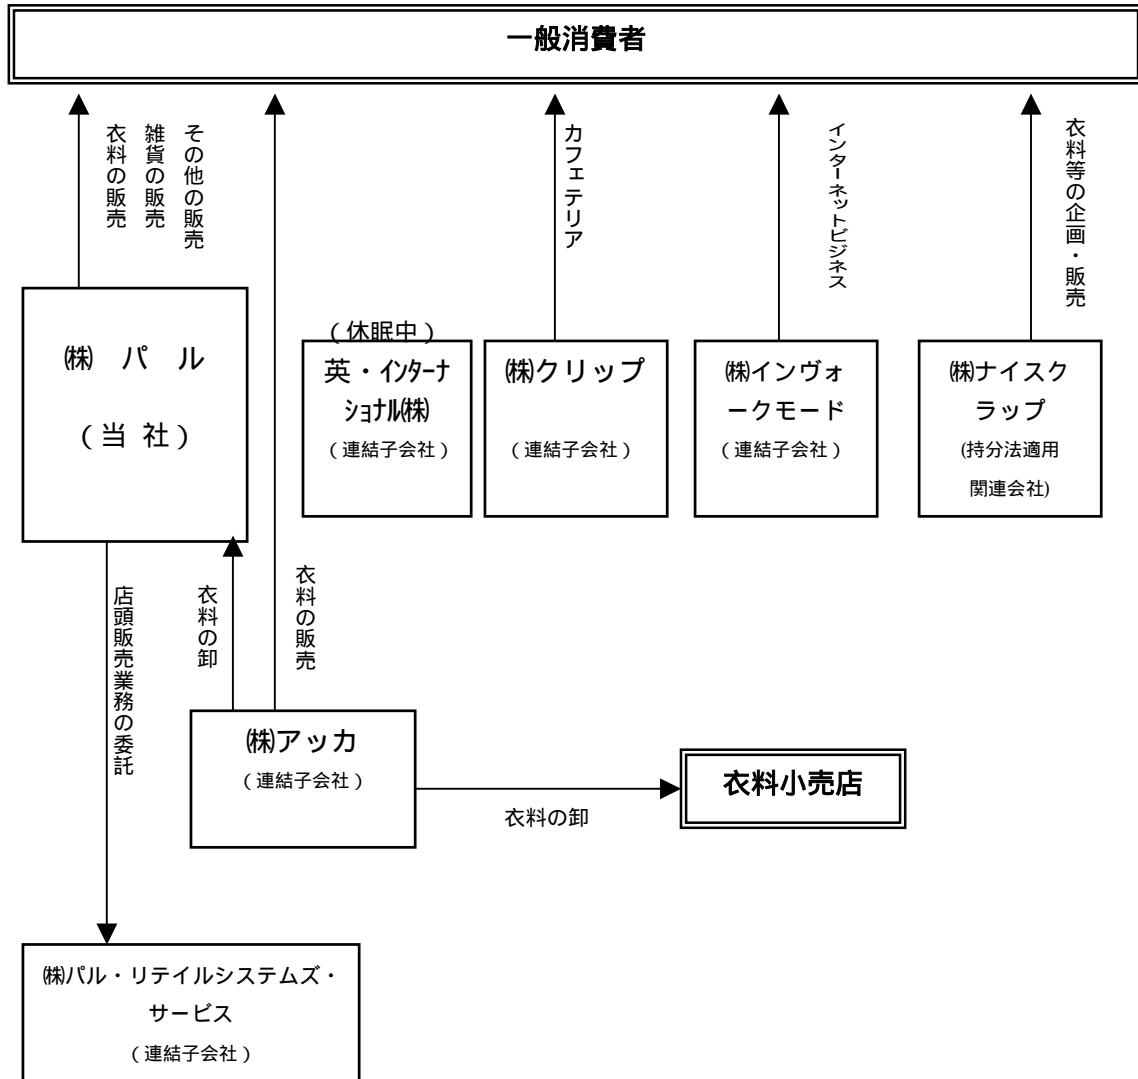 一般消費者
衣料の販売
雑貨の販売
その他の販売
カフェテリア
インターネットビジネス
衣料等の企画・販売
㈱ パ ル
(当 社)
(休眠中)
英・インターナ
ショナル㈱
(連結子会社)
㈱クリップ
(連結子会社)
㈱インヴォ
ークモード
(連結子会社)
㈱ナイスク
ラップ
(持分法適用
関連会社)
店頭販売業務の委託
衣料の卸
衣料の販売
㈱アッカ
(連結子会社)
衣料の卸
衣料小売店
㈱パル・リテイルシステムズ・
サービス
(連結子会社)